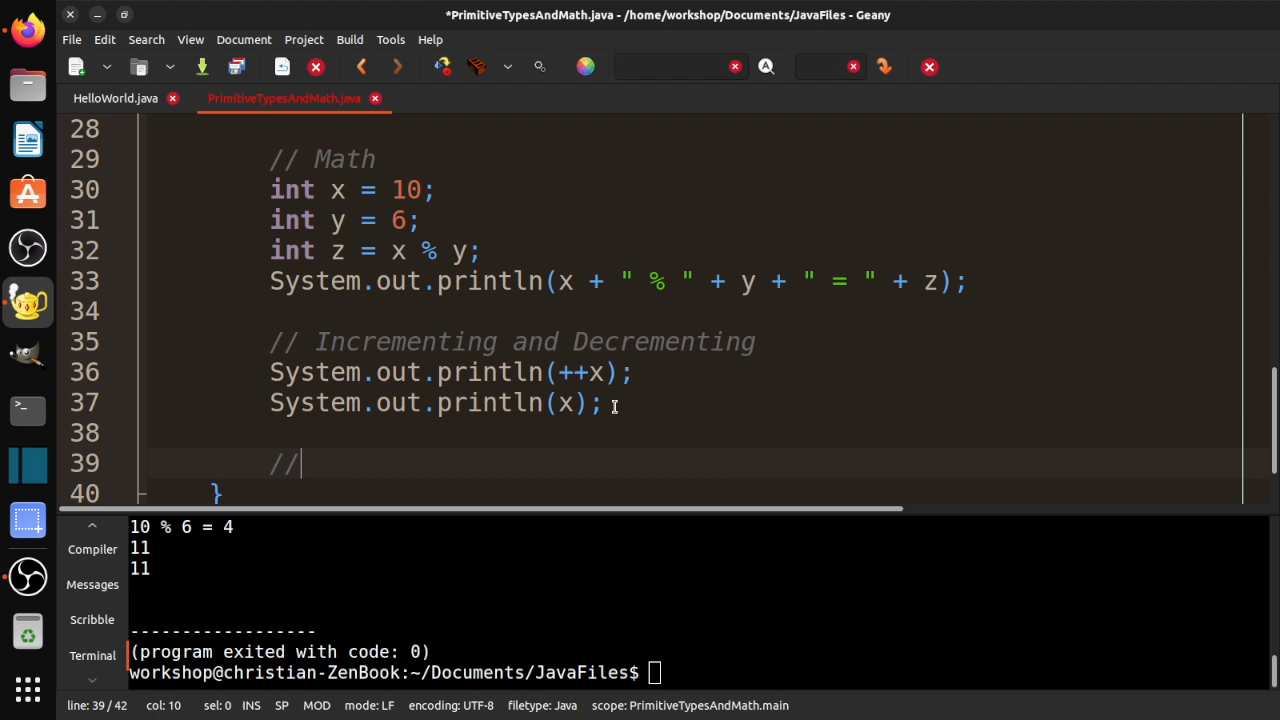 *PrimitiveTypesAndMath.java - /home/workshop/Documents/JavaFiles - Geany
File Edit Search View Document Project Build Tools Help
HelloWorld.java PrimitiveTypesAndMath.java
28
29 // Math
30 int x = 10;
31 int y = 6;
32 int z = x % y;
33 System.out.println(x + " % " + y + " = " + z);
34
35 // Incrementing and Decrementing
36 System.out.println(++x);
37 System.out.println(x);
38
39 //
40 }
10 % 6 = 4
Compiler 11
11
Messages
Scribble
------------------
Terminal (program exited with code: 0)
workshop@christian-ZenBook:~/Documents/JavaFiles$
line: 39 / 42 col: 10 sel: 0 INS SP MOD mode: LF encoding: UTF-8 filetype: Java scope: PrimitiveTypesAndMath.main